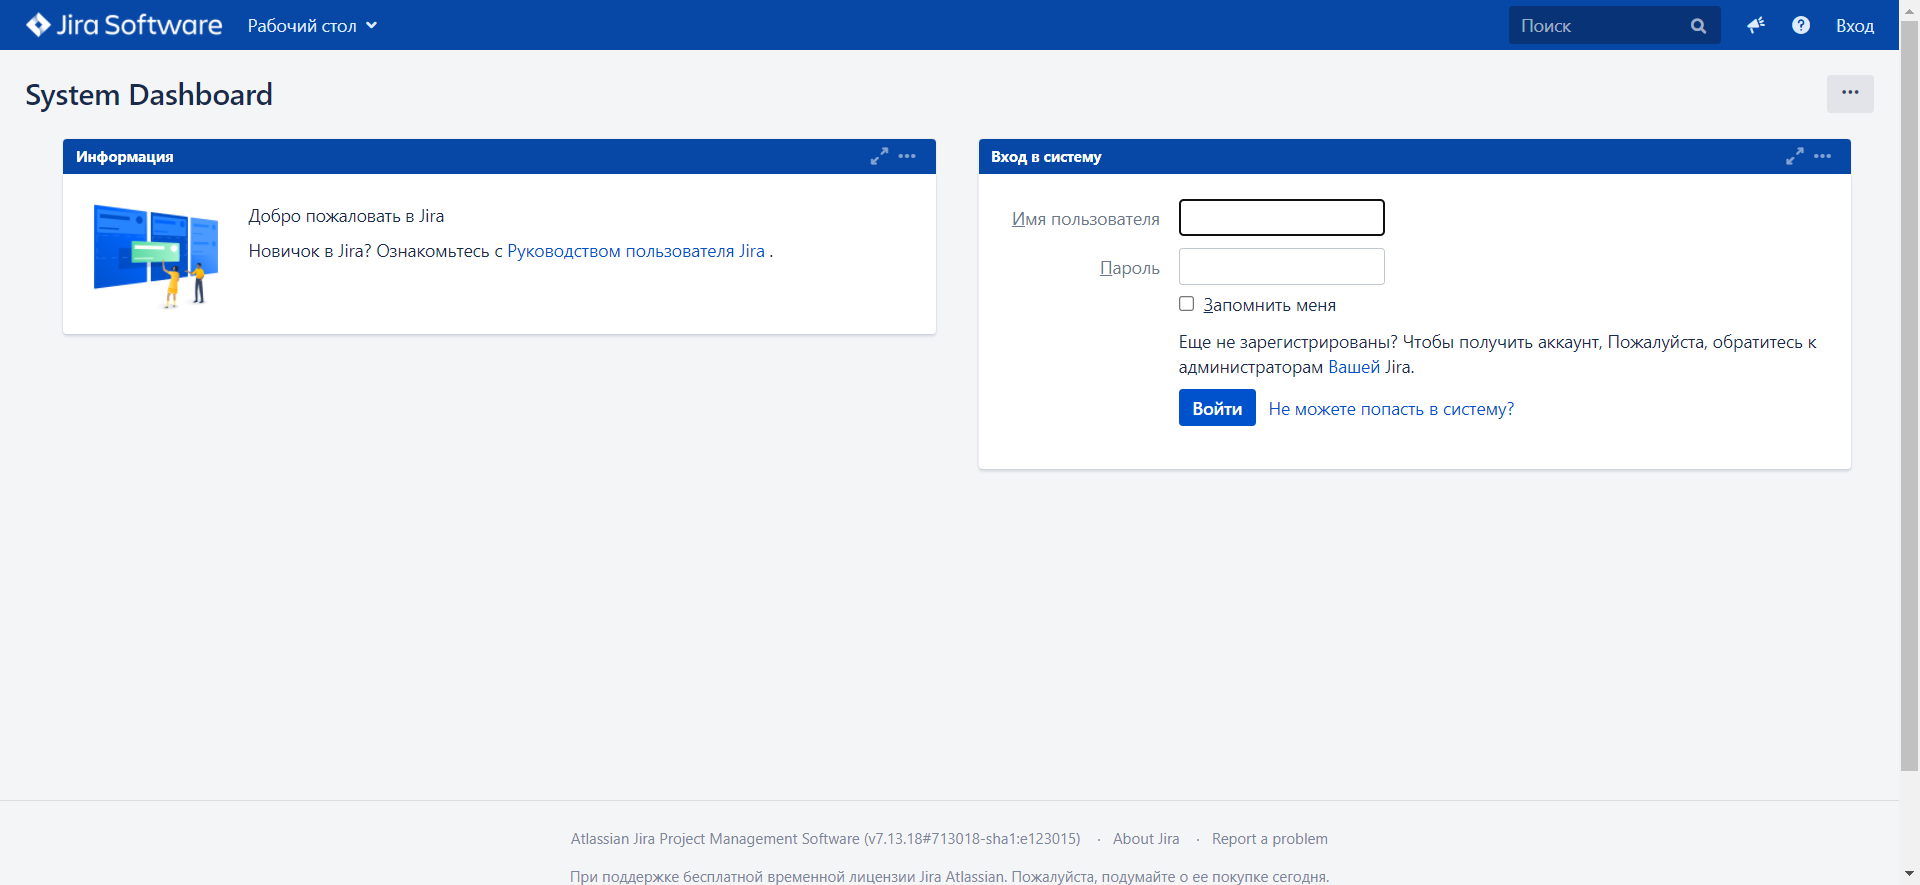 Jira Software
Рабочий стол
Поиск
Вход
System Dashboard
Информация
Добро пожаловать в Jira
Новичок в Jira? Ознакомьтесь с Руководством пользователя Jira .
Вход в систему
Имя пользователя
Пароль
Запомнить меня
Еще не зарегистрированы? Чтобы получить аккаунт, Пожалуйста, обратитесь к
администраторам Вашей Jira.
Войти Не можете попасть в систему?
Atlassian Jira Project Management Software (v7.13.18#713018-sha1:e123015) · About Jira · Report a problem
При поддержке бесплатной временной лицензии Jira Atlassian. Пожалуйста, подумайте о ее покупке сегодня.